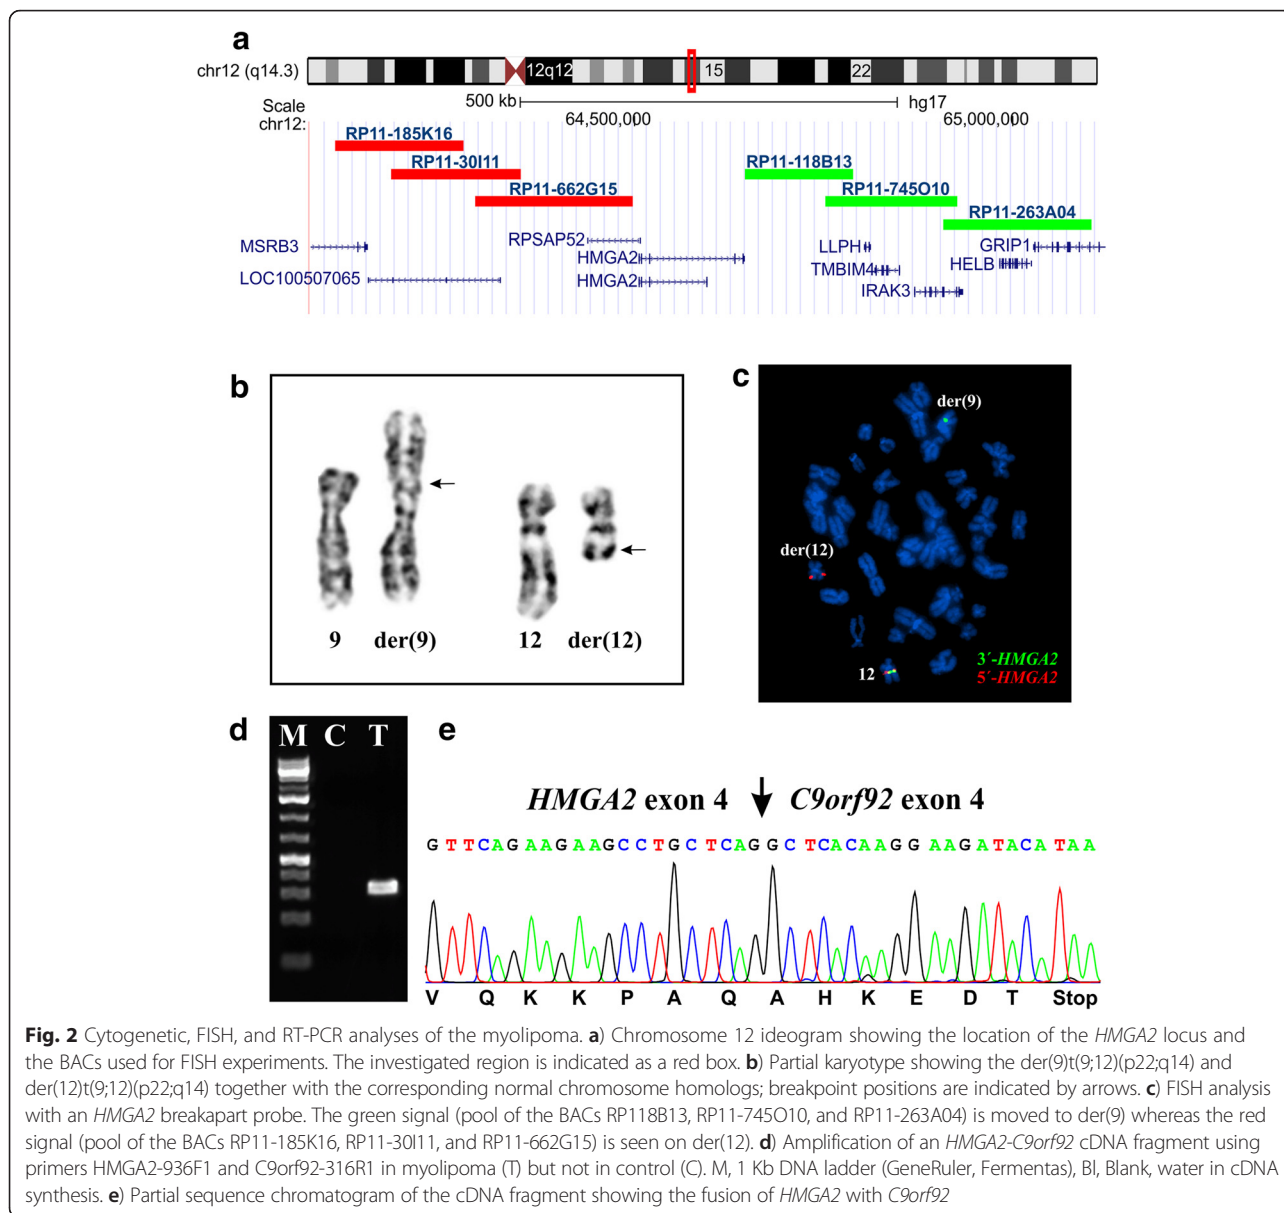 a
chr12 (q14.3) 12q12 15 22
Scale 500 kb hg17
chr12: 64,500,000 65,000,000
RP11-185K16
RP11-30I11 RP11-118B13
RP11-662G15 RP11-745O10
RP11-263A04
MSRB3 RPSAP52 LLPH GRIP1
HMGA2 TMBIM4 HELB
LOC100507065 HMGA2 IRAK3
b
9 der(9) 12 der(12)
c
der(9)
der(12)
12
3´-HMGA2
5´-HMGA2
d
M C T
e
HMGA2 exon 4 C9orf92 exon 4
G T T C A G A A G A A G C C T G C T C A G G C T C A C A A G G A A G A T A C A T A A
V Q K K P A Q A H K E D T Stop
Fig. 2 Cytogenetic, FISH, and RT-PCR analyses of the myolipoma. a) Chromosome 12 ideogram showing the location of the HMGA2 locus and
the BACs used for FISH experiments. The investigated region is indicated as a red box. b) Partial karyotype showing the der(9)t(9;12)(p22;q14) and
der(12)t(9;12)(p22;q14) together with the corresponding normal chromosome homologs; breakpoint positions are indicated by arrows. c) FISH analysis
with an HMGA2 breakapart probe. The green signal (pool of the BACs RP118B13, RP11-745O10, and RP11-263A04) is moved to der(9) whereas the red
signal (pool of the BACs RP11-185K16, RP11-30I11, and RP11-662G15) is seen on der(12). d) Amplification of an HMGA2-C9orf92 cDNA fragment using
primers HMGA2-936F1 and C9orf92-316R1 in myolipoma (T) but not in control (C). M, 1 Kb DNA ladder (GeneRuler, Fermentas), Bl, Blank, water in cDNA
synthesis. e) Partial sequence chromatogram of the cDNA fragment showing the fusion of HMGA2 with C9orf92